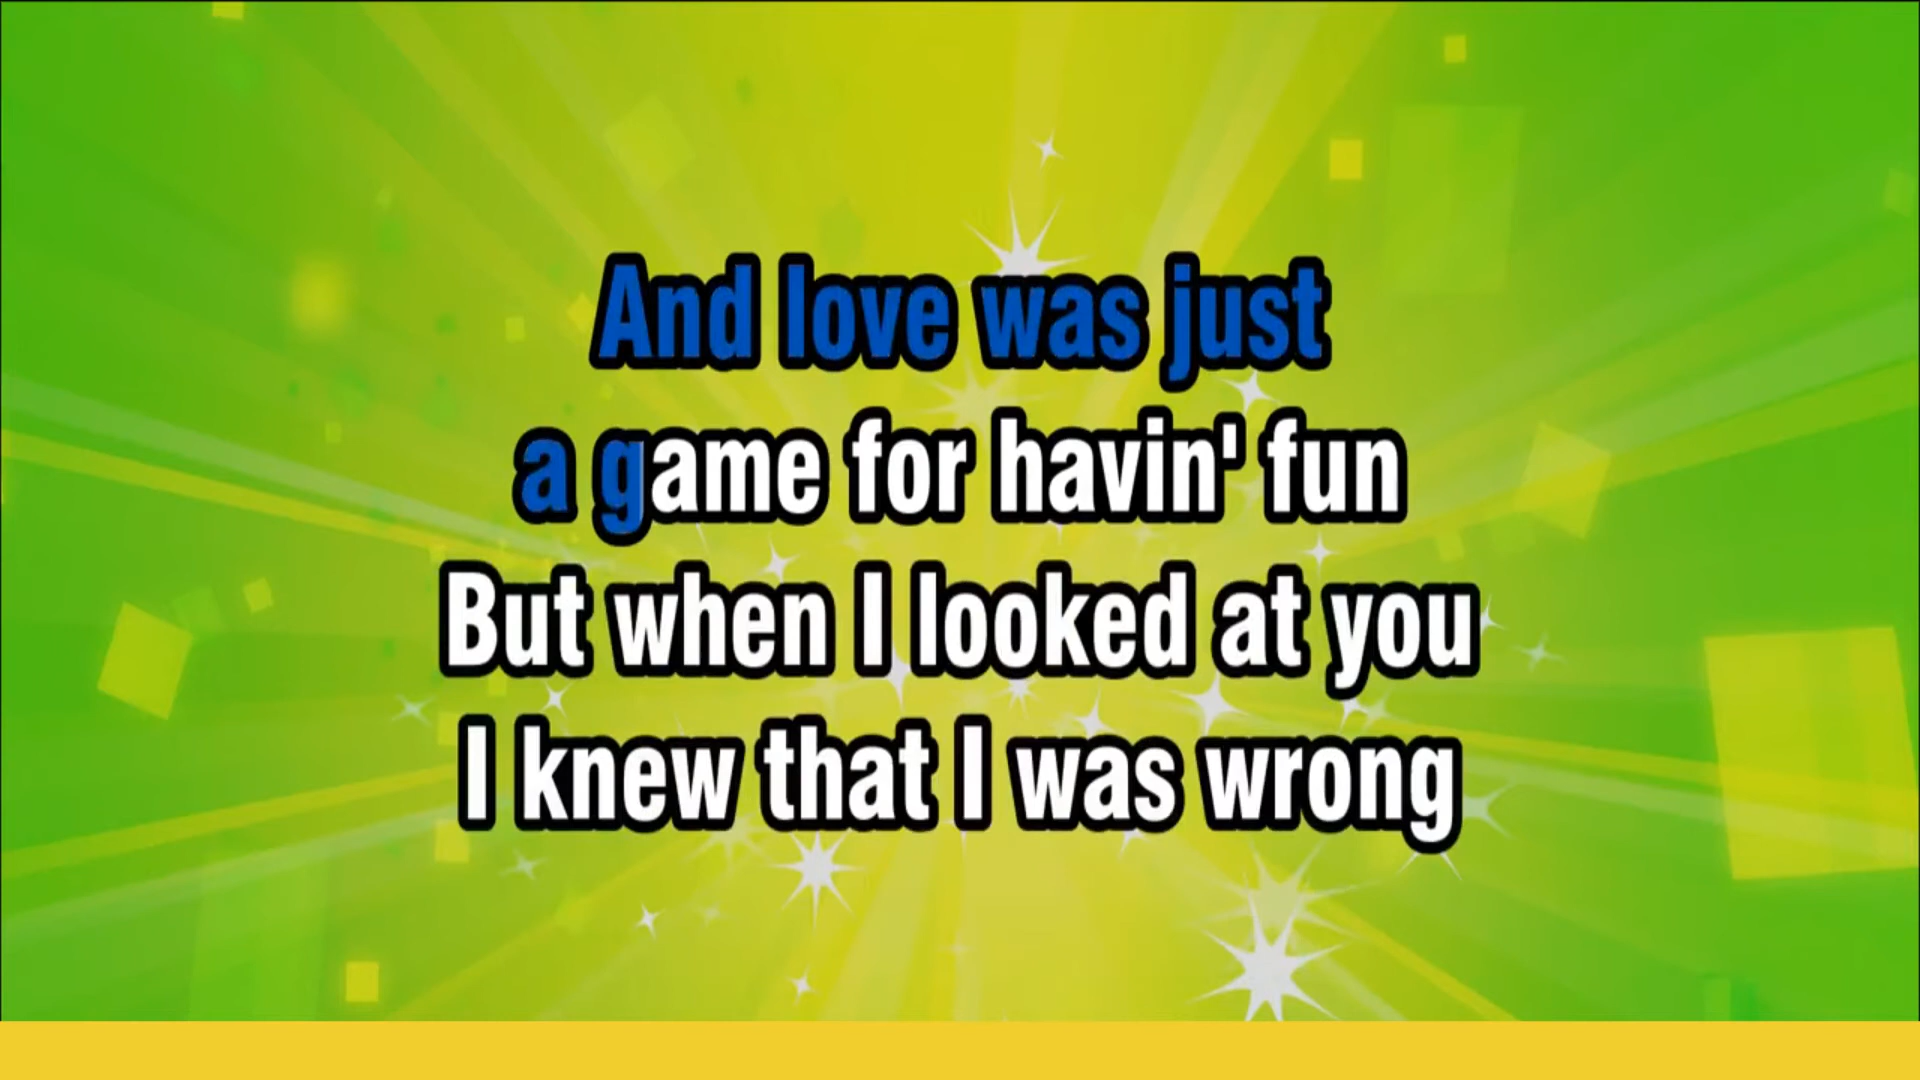 And love was just
a game for havin' fun
But when I looked at you
I knew that I was wrong